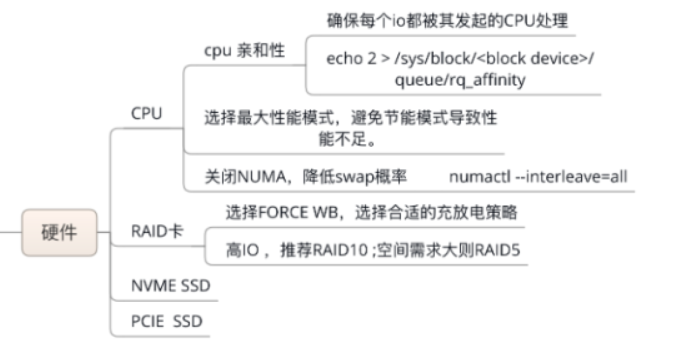 硬件
CPU
cpu 亲和性
确保每个io都被其发起的CPU处理
echo 2 > /sys/block/<block device>/
queue/rq_affinity
选择最大性能模式，避免节能模式导致性
能不足。
关闭NUMA，降低swap概率 numactl --interleave=all
RAID卡
选择FORCE WB，选择合适的充放电策略
高IO ，推荐RAID10 ;空间需求大则RAID5
NVME SSD
PCIE SSD